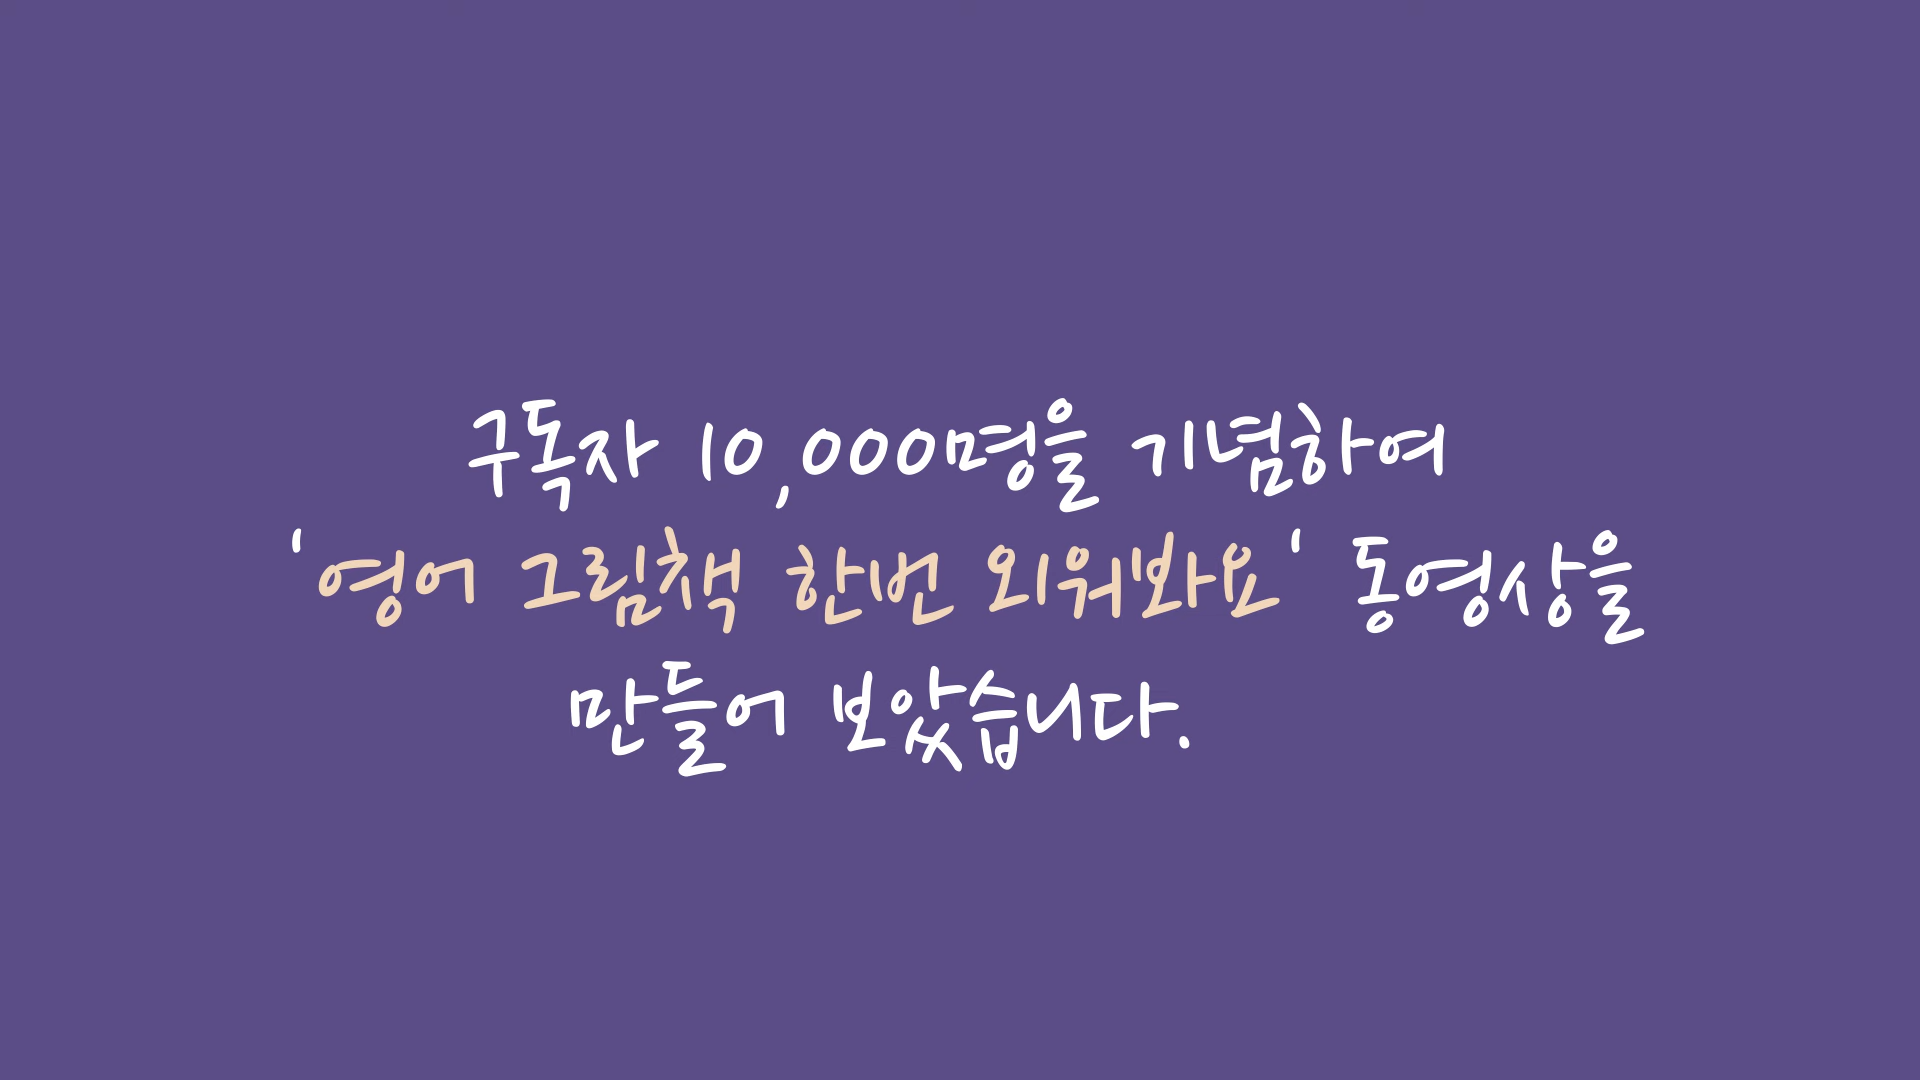 구독자 10,000명을 기념하여
'영어 그림책 한번 외워봐요' 동영상을
만들어 보았습니다.